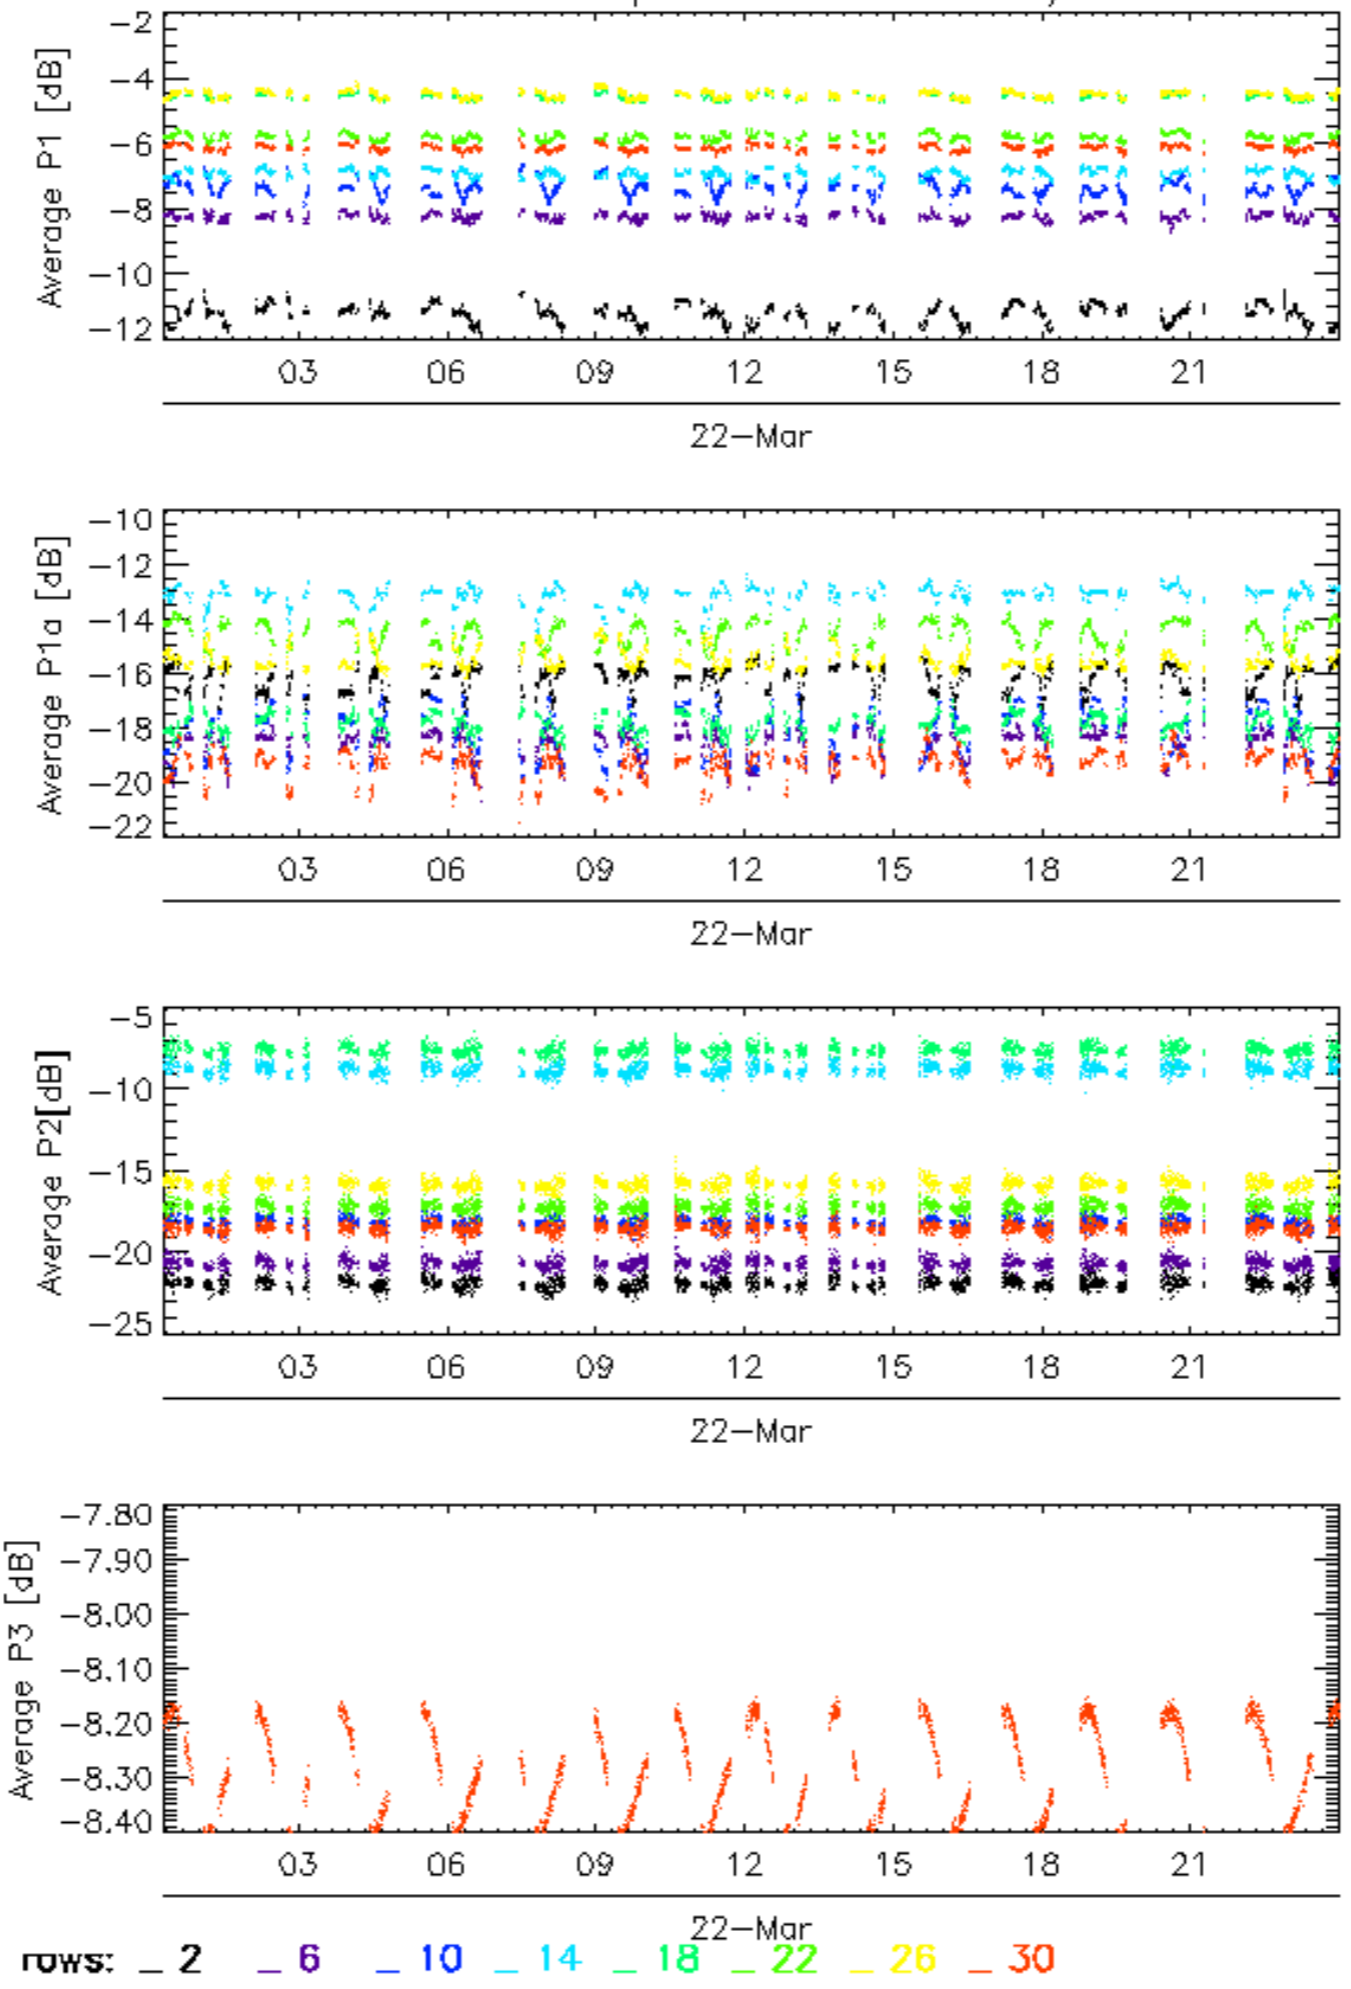 Average P1 [dB]
−2
−4
−6
−8
−10
−12
03 06 09 12 15 18 21
22−Mar
Average P1a [dB]
−10
−12
−14
−16
−18
−20
−22
03 06 09 12 15 18 21
22−Mar
Average P2[dB]
−5
−10
−15
−20
−25
03 06 09 12 15 18 21
22−Mar
Average P3 [dB]
−7.80
−7.90
−8.00
−8.10
−8.20
−8.30
−8.40
03 06 09 12 15 18 21
22−Mar
rows: _ 2 _ 6 _ 10 _ 14 _ 18 _ 22 _ 26 _ 30